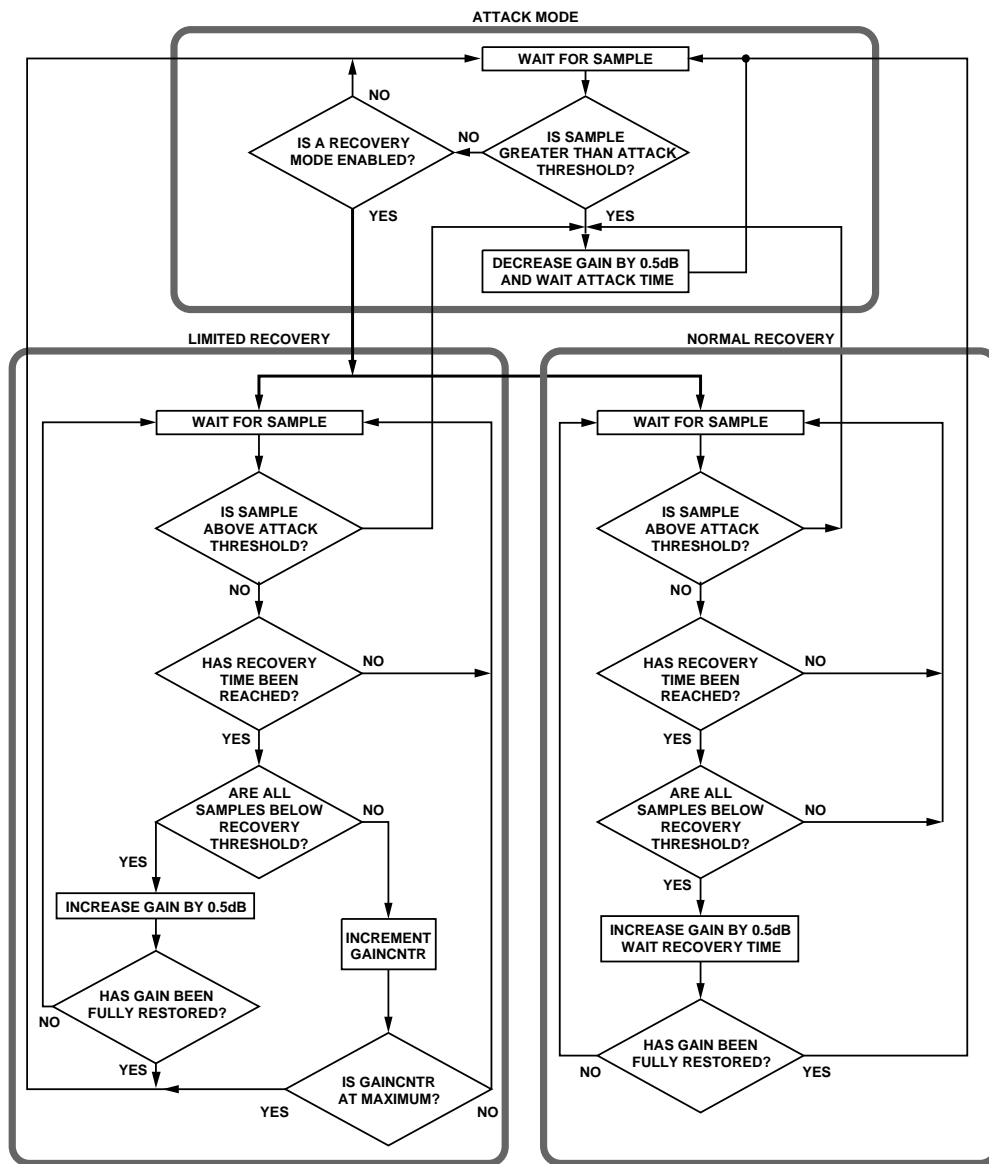 ATTACK MODE
WAIT FOR SAMPLE
NO
IS A RECOVERY
MODE ENABLED?
NO
IS SAMPLE
GREATER THAN ATTACK
THRESHOLD?
YES
YES
DECREASE GAIN BY 0.5dB
AND WAIT ATTACK TIME
LIMITED RECOVERY
WAIT FOR SAMPLE
IS SAMPLE
ABOVE ATTACK
THRESHOLD?
NO
HAS RECOVERY
TIME BEEN
REACHED?
NO
YES
ARE ALL
SAMPLES BELOW
RECOVERY
THRESHOLD?
NO
YES
INCREASE GAIN BY 0.5dB
INCREMENT
GAINCNTR
HAS GAIN BEEN
FULLY RESTORED?
NO
YES
IS GAINCNTR
AT MAXIMUM?
YES
NO
NORMAL RECOVERY
WAIT FOR SAMPLE
IS SAMPLE
ABOVE ATTACK
THRESHOLD?
NO
HAS RECOVERY
TIME BEEN
REACHED?
NO
YES
ARE ALL
SAMPLES BELOW
RECOVERY
THRESHOLD?
NO
YES
INCREASE GAIN BY 0.5dB
WAIT RECOVERY TIME
HAS GAIN BEEN
FULLY RESTORED?
NO
YES